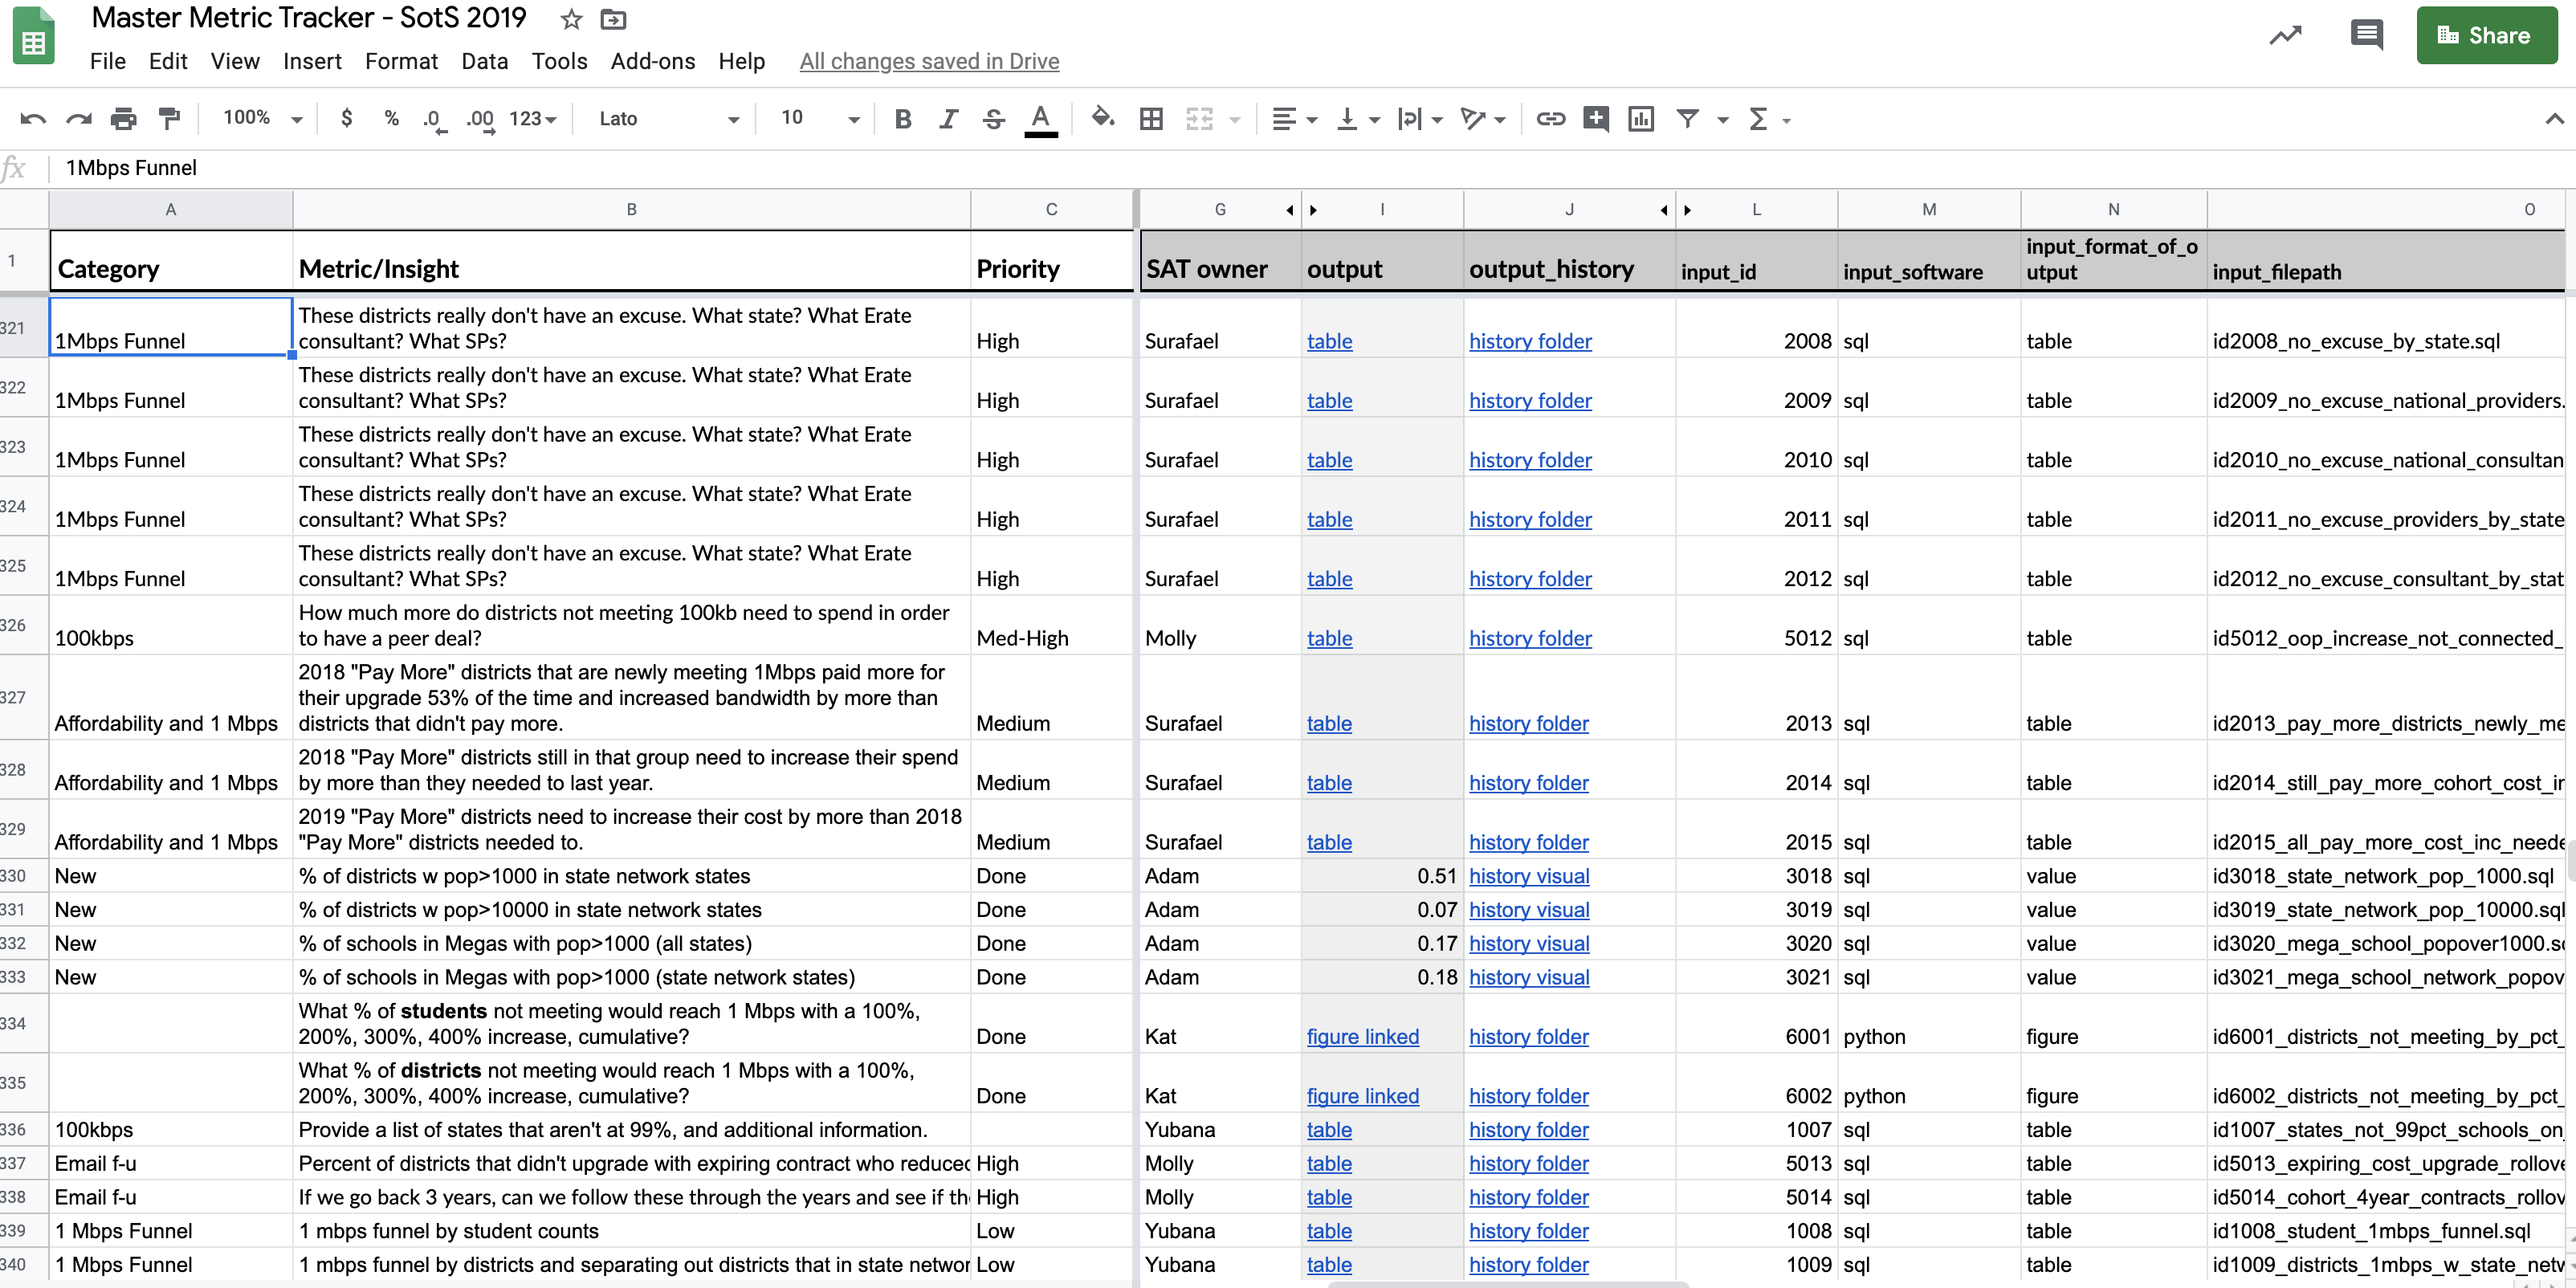 Master Metric Tracker - SotS 2019
File Edit View Insert Format Data Tools Add-ons Help All changes saved in Drive
Share
100% $ % .0 .00 123 Lato 10 B I S A Σ
fx 1Mbps Funnel
A B C G I J L M N O
1 Category Metric/Insight Priority SAT owner output output_history input_id input_software input_format_of_o
utput input_filepath
321 1Mbps Funnel These districts really don't have an excuse. What state? What Erate
consultant? What SPs? High Surafael table history folder 2008 sql table id2008_no_excuse_by_state.sql
322 1Mbps Funnel These districts really don't have an excuse. What state? What Erate
consultant? What SPs? High Surafael table history folder 2009 sql table id2009_no_excuse_national_providers.
323 1Mbps Funnel These districts really don't have an excuse. What state? What Erate
consultant? What SPs? High Surafael table history folder 2010 sql table id2010_no_excuse_national_consultan
324 1Mbps Funnel These districts really don't have an excuse. What state? What Erate
consultant? What SPs? High Surafael table history folder 2011 sql table id2011_no_excuse_providers_by_state
325 1Mbps Funnel These districts really don't have an excuse. What state? What Erate
consultant? What SPs? High Surafael table history folder 2012 sql table id2012_no_excuse_consultant_by_stat
326 100kbps How much more do districts not meeting 100kb need to spend in order
to have a peer deal? Med-High Molly table history folder 5012 sql table id5012_oop_increase_not_connected_
327 Affordability and 1 Mbps 2018 "Pay More" districts that are newly meeting 1Mbps paid more for
their upgrade 53% of the time and increased bandwidth by more than
districts that didn't pay more. Medium Surafael table history folder 2013 sql table id2013_pay_more_districts_newly_me
328 Affordability and 1 Mbps 2018 "Pay More" districts still in that group need to increase their spend
by more than they needed to last year. Medium Surafael table history folder 2014 sql table id2014_still_pay_more_cohort_cost_in
329 Affordability and 1 Mbps 2019 "Pay More" districts need to increase their cost by more than 2018
"Pay More" districts needed to. Medium Surafael table history folder 2015 sql table id2015_all_pay_more_cost_inc_neede
330 New % of districts w pop>1000 in state network states Done Adam 0.51 history visual 3018 sql value id3018_state_network_pop_1000.sql
331 New % of districts w pop>10000 in state network states Done Adam 0.07 history visual 3019 sql value id3019_state_network_pop_10000.sql
332 New % of schools in Megas with pop>1000 (all states) Done Adam 0.17 history visual 3020 sql value id3020_mega_school_popover1000.s
333 New % of schools in Megas with pop>1000 (state network states) Done Adam 0.18 history visual 3021 sql value id3021_mega_school_network_popov
334 What % of students not meeting would reach 1 Mbps with a 100%,
200%, 300%, 400% increase, cumulative? Done Kat figure linked history folder 6001 python figure id6001_districts_not_meeting_by_pct_
335 What % of districts not meeting would reach 1 Mbps with a 100%,
200%, 300%, 400% increase, cumulative? Done Kat figure linked history folder 6002 python figure id6002_districts_not_meeting_by_pct_
336 100kbps Provide a list of states that aren't at 99%, and additional information. Yubana table history folder 1007 sql table id1007_states_not_99pct_schools_on_
337 Email f-u Percent of districts that didn't upgrade with expiring contract who reduced High Molly table history folder 5013 sql table id5013_expiring_cost_upgrade_rollove
338 Email f-u If we go back 3 years, can we follow these through the years and see if the High Molly table history folder 5014 sql table id5014_cohort_4year_contracts_rollov
339 1 Mbps Funnel 1 mbps funnel by student counts Low Yubana table history folder 1008 sql table id1008_student_1mbps_funnel.sql
340 1 Mbps Funnel 1 mbps funnel by districts and separating out districts that in state networ Low Yubana table history folder 1009 sql table id1009_districts_1mbps_w_state_netw